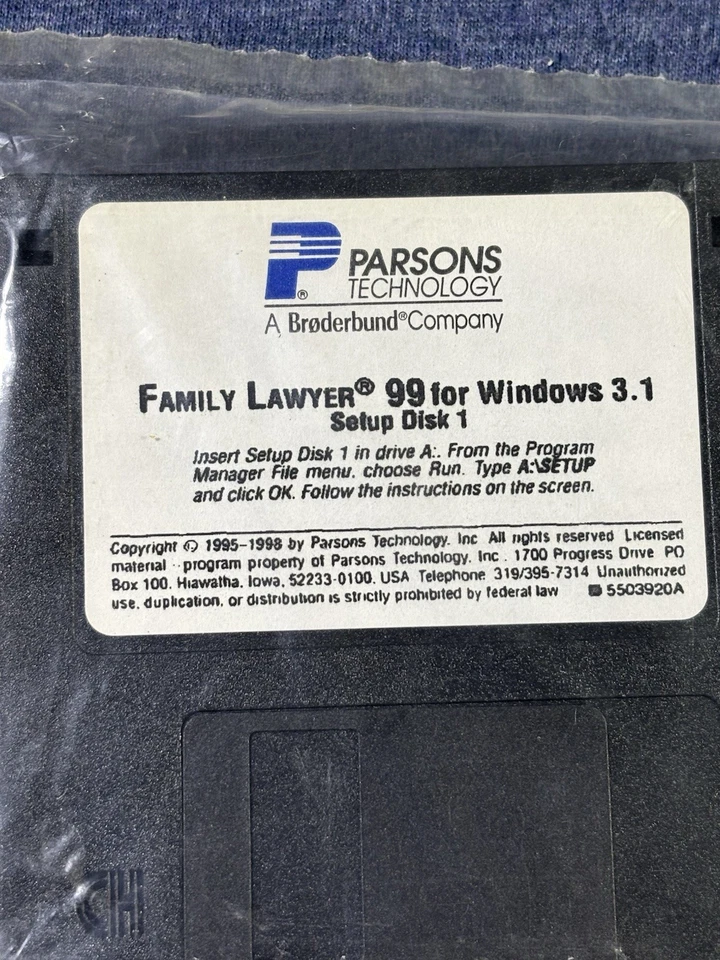 PARSONS
TECHNOLOGY
A Brøderbund® Company
FAMILY LAWYER® 99 for Windows 3.1
Setup Disk 1
Insert Setup Disk 1 in drive A:. From the Program
Manager File menu, choose Run. Type A:\SETUP
and click OK. Follow the instructions on the screen.
Copyright © 1995-1998 by Parsons Technology, Inc All rights reserved Licensed
material - program property of Parsons Technology, Inc. 1700 Progress Drive PO
Box 100, Hiawatha, Iowa, 52233-0100, USA Telephone 319/395-7314 Unauthorized
use, duplication, or distribution is strictly prohibited by federal law D 5503920A
HD